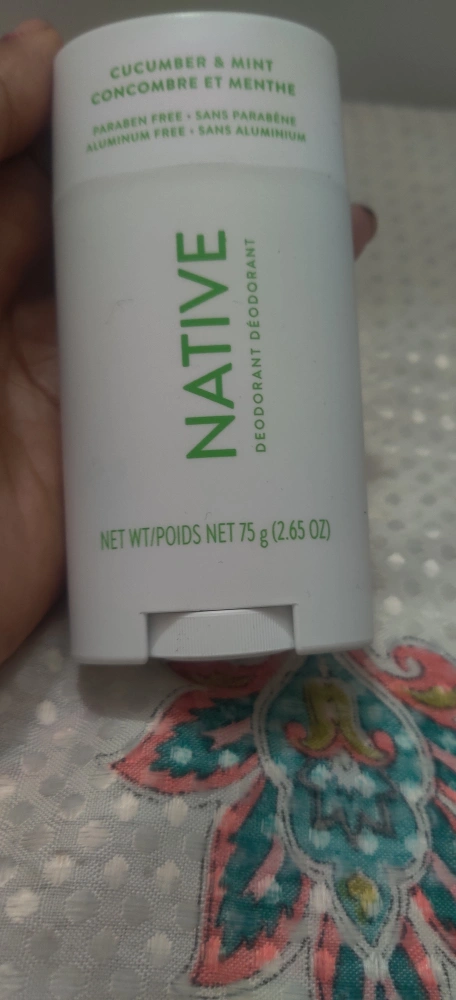 CUCUMBER & MINT
CONCOMBRE ET MENTHE
PARABEN FREE • SANS PARABÈNE
ALUMINUM FREE • SANS ALUMINIUM
NATIVE
DEODORANT DÉODORANT
NET WT/POIDS NET 75 g (2.65 OZ)